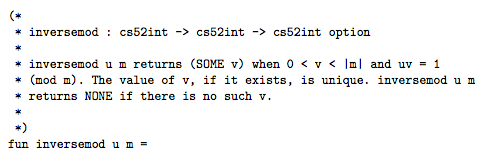 (*
 * inversemod : cs52int -> cs52int -> cs52int option
 *
 * inversemod u m returns (SOME v) when 0 < v < |m| and uv = 1
 * (mod m). The value of v, if it exists, is unique. inversemod u m
 * returns NONE if there is no such v.
 *
 *)
fun inversemod u m =